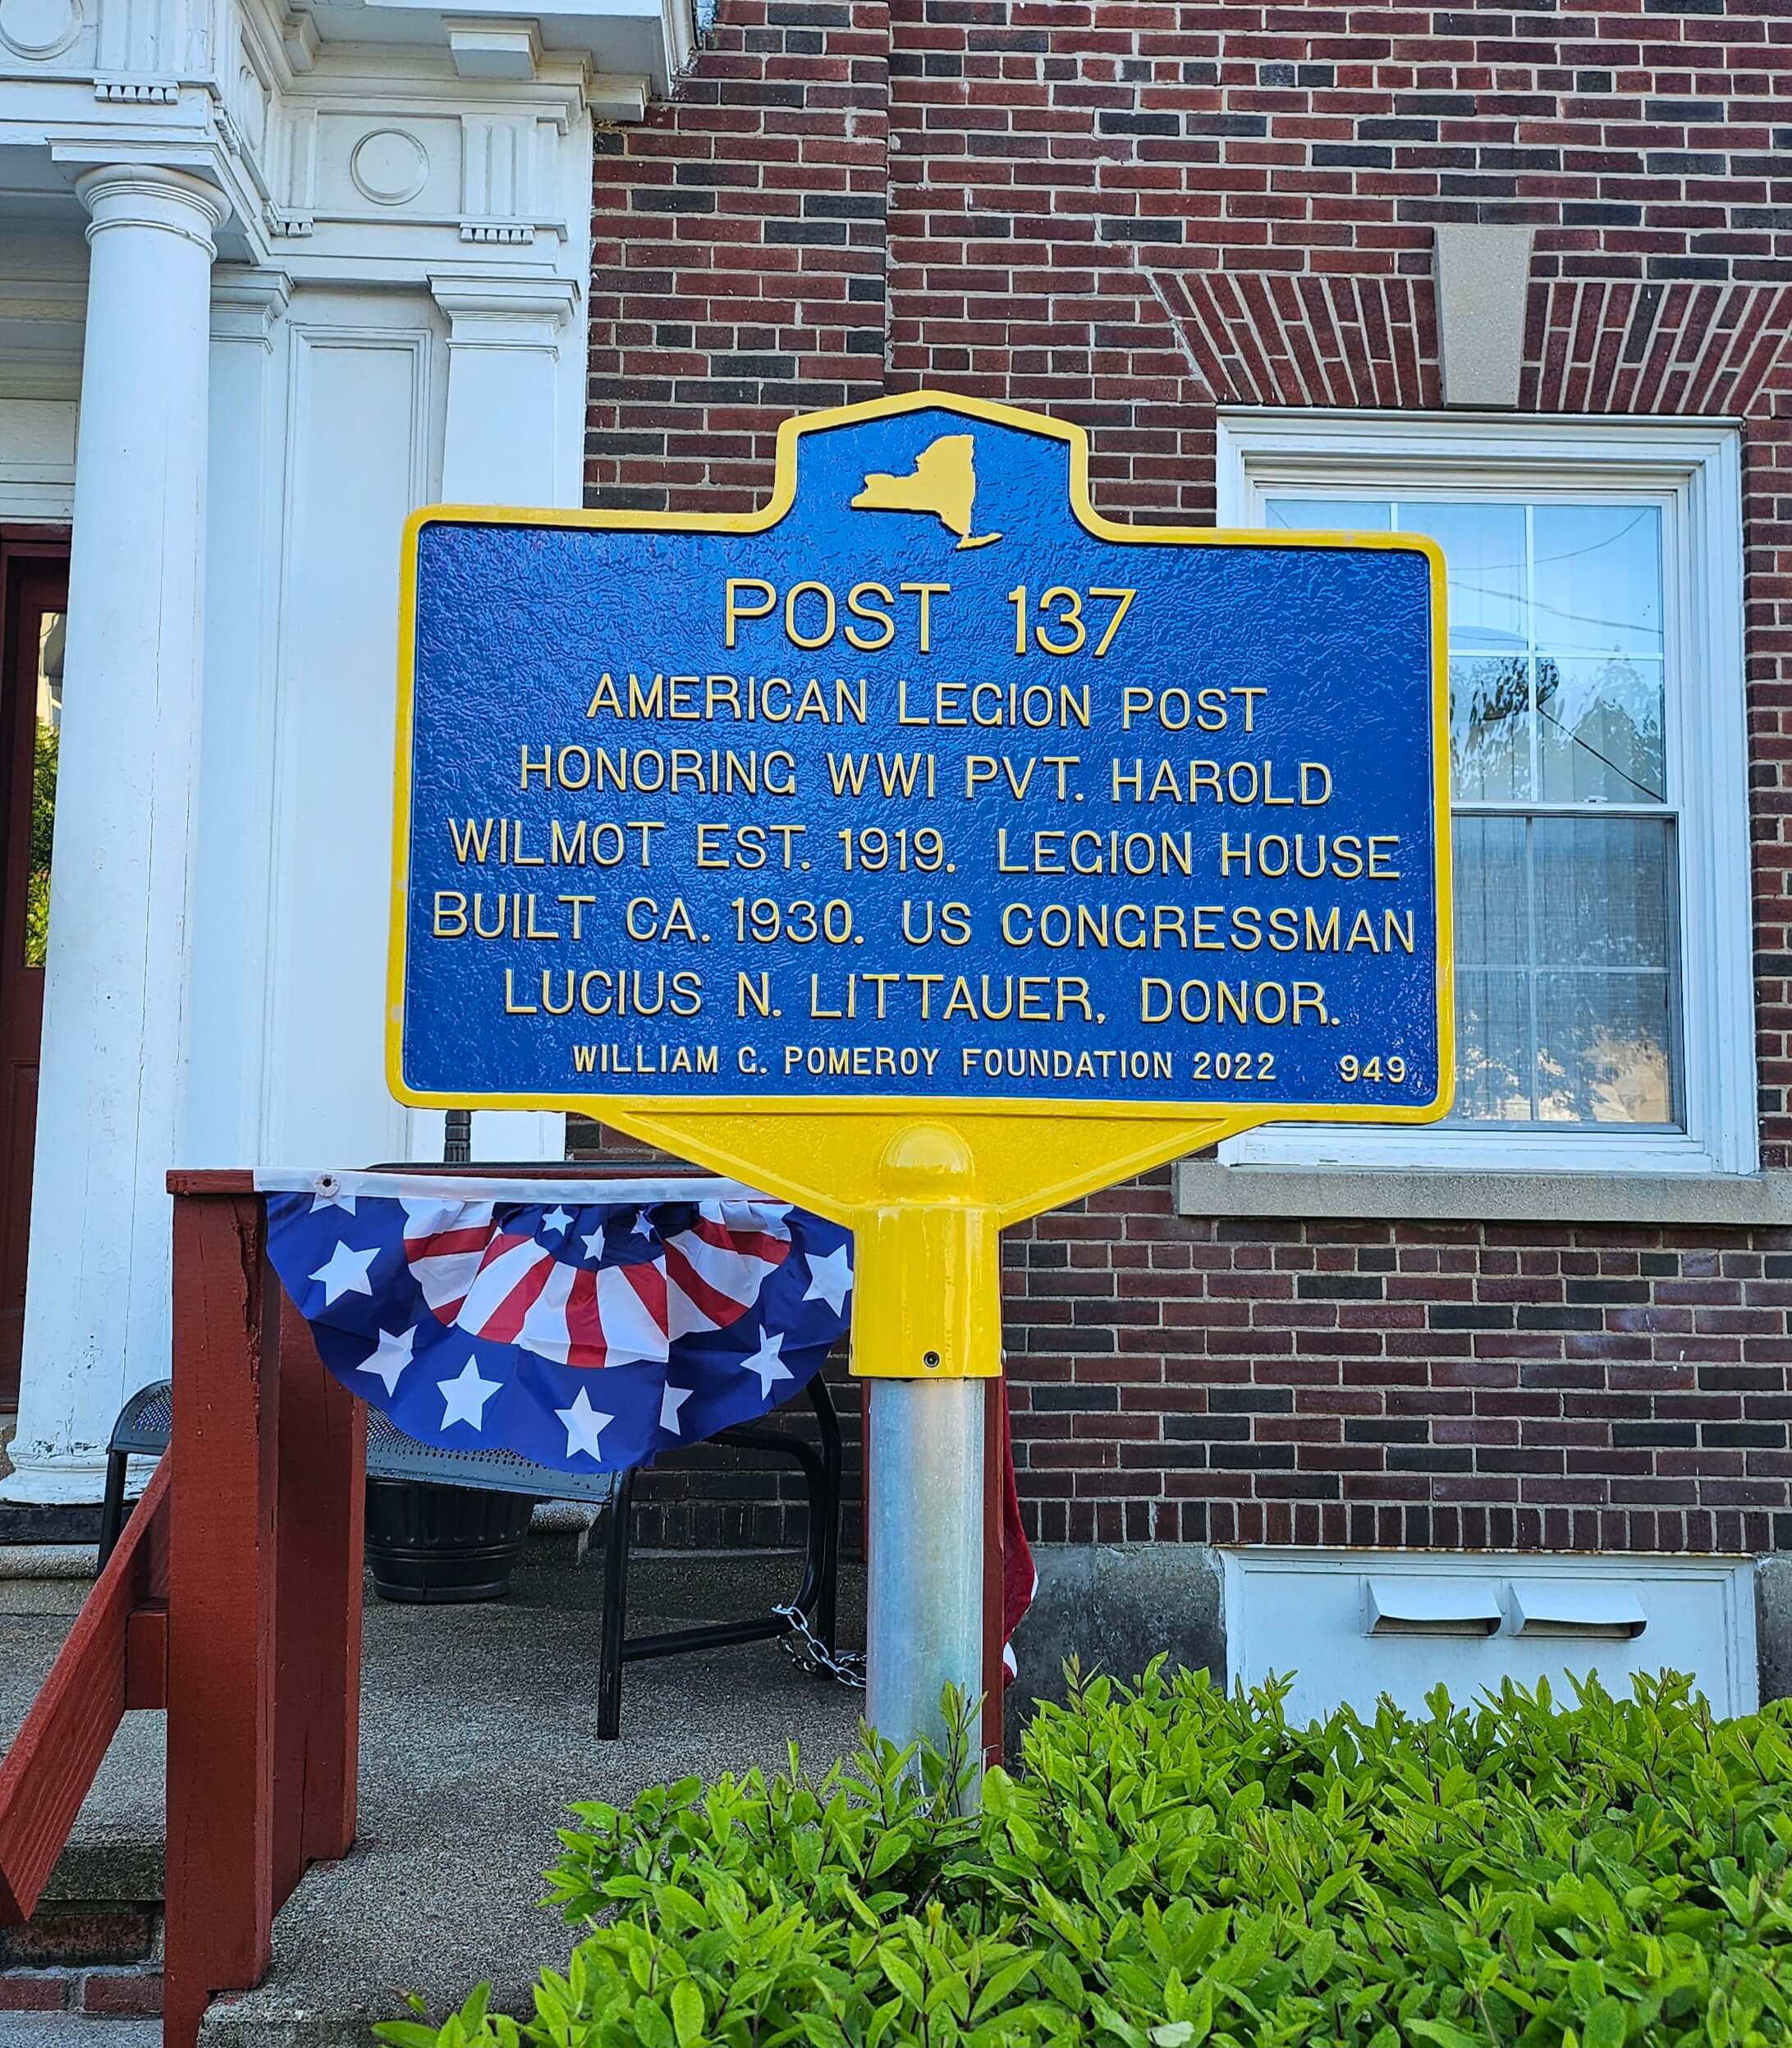 POST 137
AMERICAN LEGION POST
HONORING WWI PVT. HAROLD
WILMOT EST. 1919. LEGION HOUSE
BUILT CA. 1930. US CONGRESSMAN
LUCIUS N. LITTAUER, DONOR.
WILLIAM G. POMEROY FOUNDATION 2022 949